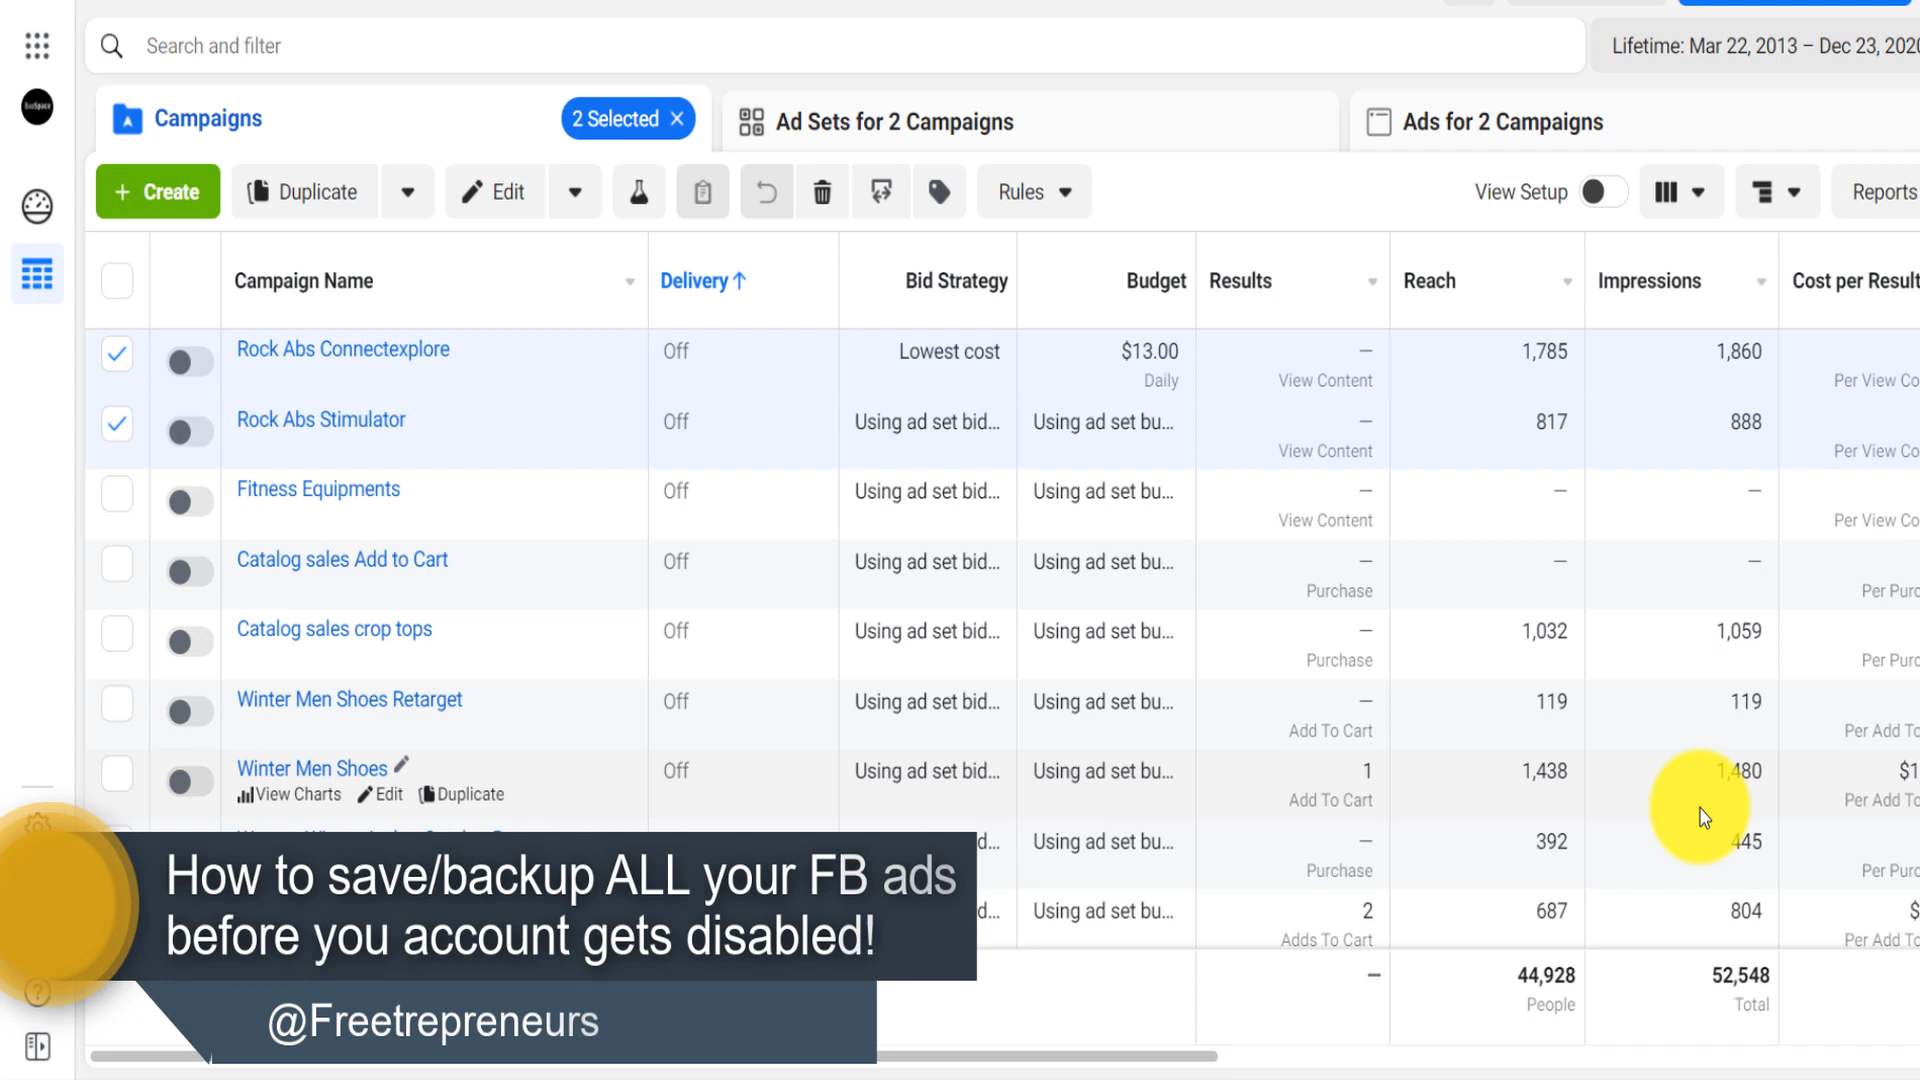 Search and filter
Lifetime: Mar 22, 2013 – Dec 23, 2020
Campaigns
2 Selected ×
Ad Sets for 2 Campaigns
Ads for 2 Campaigns
+ Create
Duplicate
Edit
Rules
View Setup
Reports
Campaign Name
Delivery ↑
Bid Strategy
Budget
Results
Reach
Impressions
Cost per Result
Rock Abs Connectexplore
Off
Lowest cost
$13.00
Daily
—
View Content
1,785
1,860
Per View Co
Rock Abs Stimulator
Off
Using ad set bid...
Using ad set bu...
—
View Content
817
888
Per View Co
Fitness Equipments
Off
Using ad set bid...
Using ad set bu...
—
View Content
—
—
Per View Co
Catalog sales Add to Cart
Off
Using ad set bid...
Using ad set bu...
—
Purchase
—
—
Per Purc
Catalog sales crop tops
Off
Using ad set bid...
Using ad set bu...
—
Purchase
1,032
1,059
Per Purc
Winter Men Shoes Retarget
Off
Using ad set bid...
Using ad set bu...
—
Add To Cart
119
119
Per Add To
Winter Men Shoes
View Charts Edit Duplicate
Off
Using ad set bid...
Using ad set bu...
1
Add To Cart
1,438
1,480
$1
Per Add To
d...
Using ad set bu...
—
Purchase
392
445
Per Purc
d...
Using ad set bu...
2
Adds To Cart
687
804
$
Per Add To
—
44,928
People
52,548
Total
How to save/backup ALL your FB ads
before you account gets disabled!
@Freetrepreneurs